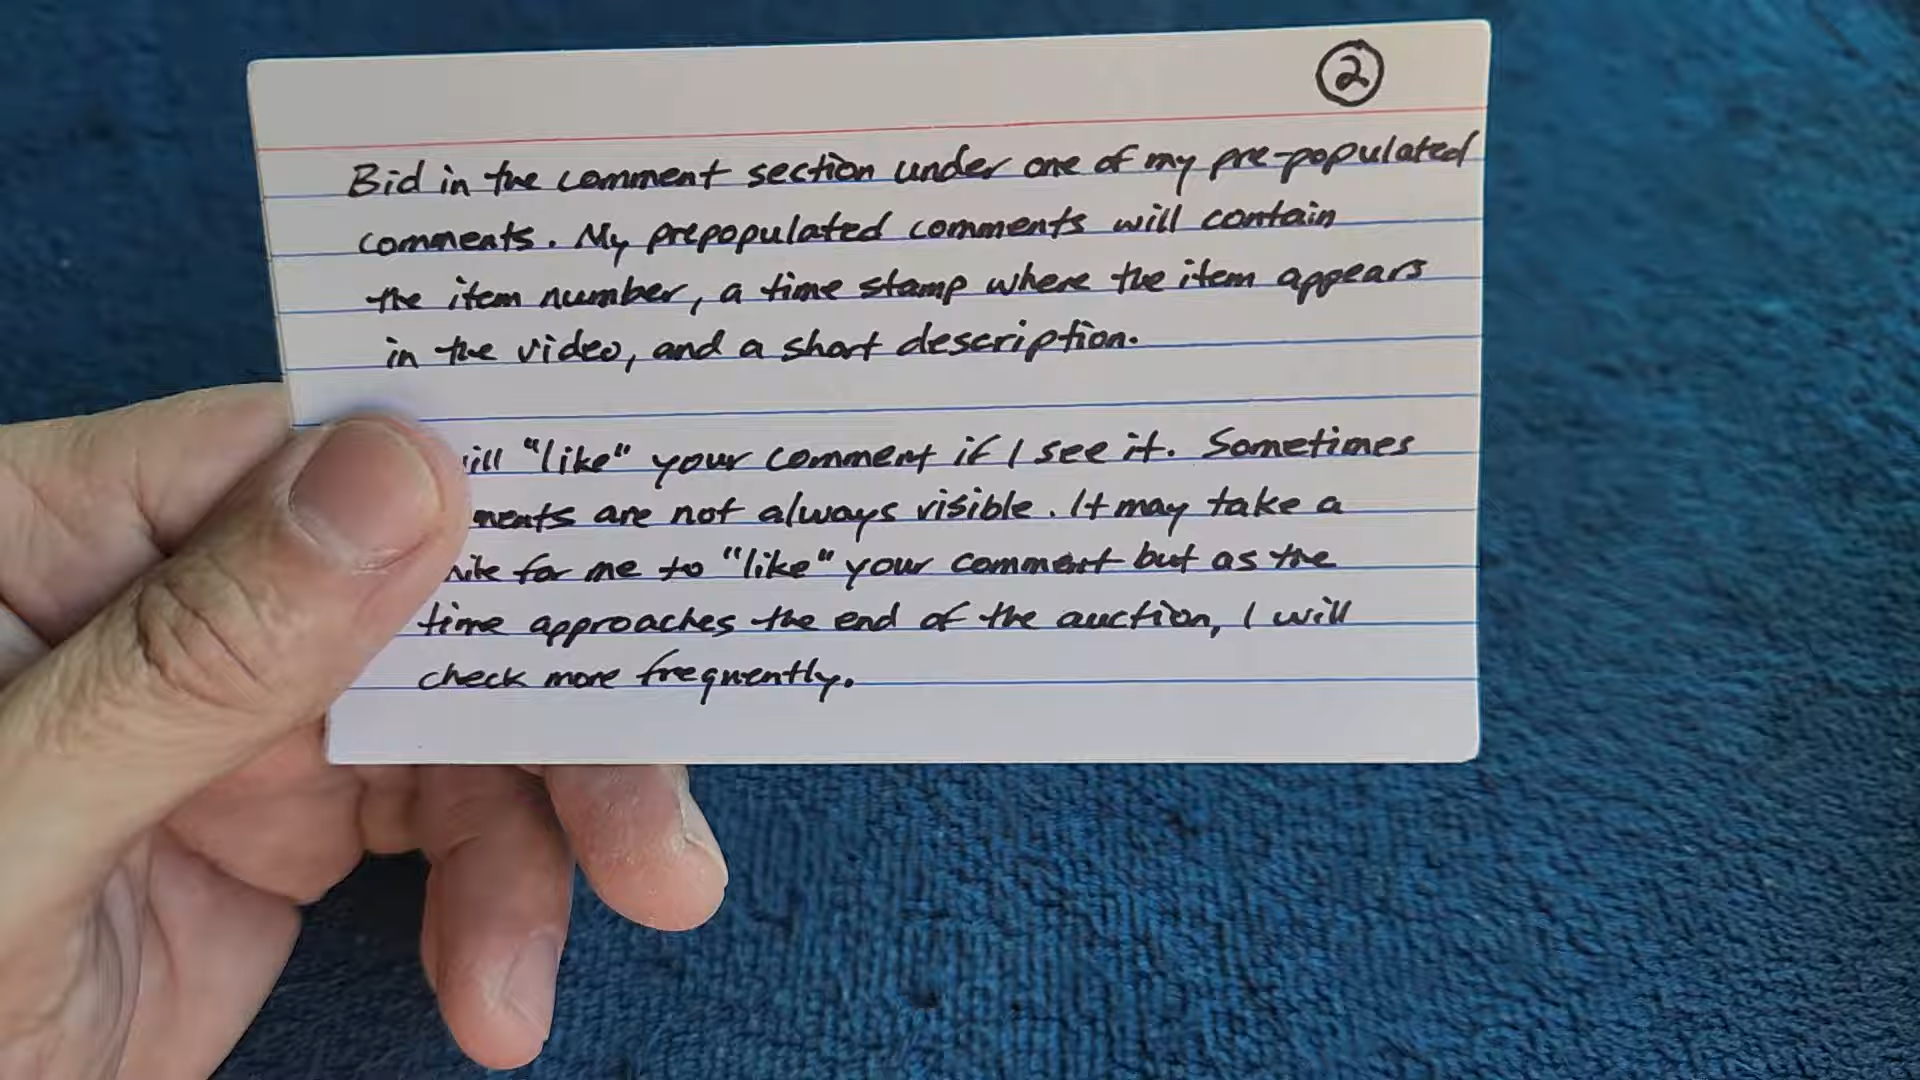 2
Bid in the comment section under one of my pre-populated
comments. My prepopulated comments will contain
the item number, a time stamp where the item appears
in the video, and a short description.
"like" your comment if I see it. Sometimes
are not always visible. It may take a
for me to "like" your comment but as the
time approaches the end of the auction, I will
check more frequently.